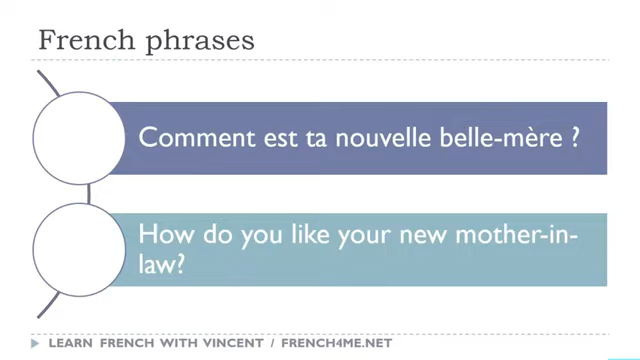 French phrases
Comment est ta nouvelle belle-mère ?
How do you like your new mother-in-
law?
LEARN FRENCH WITH VINCENT / FRENCH4ME.NET